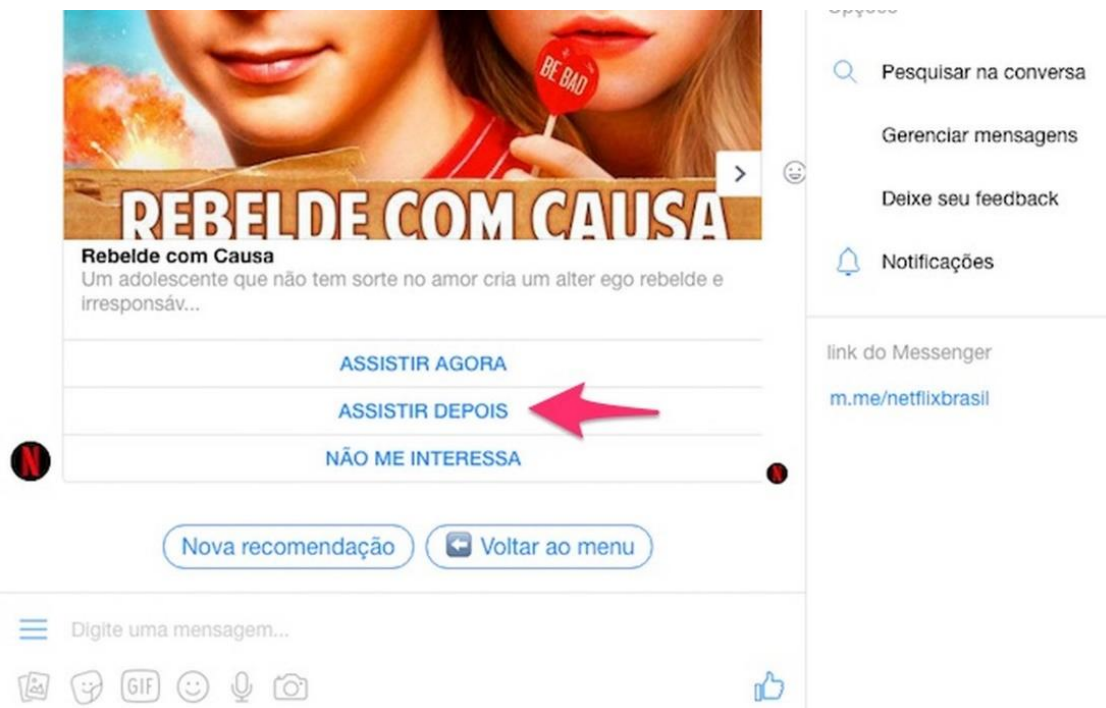 BE BAD
REBELDE COM CAUSA
Rebelde com Causa
Um adolescente que não tem sorte no amor cria um alter ego rebelde e
irresponsáv...
ASSISTIR AGORA
ASSISTIR DEPOIS
NÃO ME INTERESSA
N
N
Nova recomendação
Voltar ao menu
Digite uma mensagem...
GIF
Opções
Pesquisar na conversa
Gerenciar mensagens
Deixe seu feedback
Notificações
link do Messenger
m.me/netflixbrasil